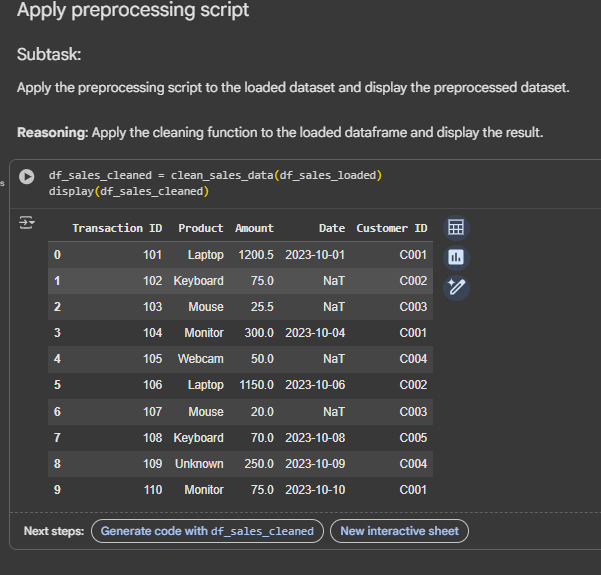 Apply preprocessing script
Subtask:
Apply the preprocessing script to the loaded dataset and display the preprocessed dataset.
Reasoning: Apply the cleaning function to the loaded dataframe and display the result.
s
df_sales_cleaned = clean_sales_data(df_sales_loaded)
display(df_sales_cleaned)
Transaction ID Product Amount Date Customer ID
0 101 Laptop 1200.5 2023-10-01 C001
1 102 Keyboard 75.0 NaT C002
2 103 Mouse 25.5 NaT C003
3 104 Monitor 300.0 2023-10-04 C001
4 105 Webcam 50.0 NaT C004
5 106 Laptop 1150.0 2023-10-06 C002
6 107 Mouse 20.0 NaT C003
7 108 Keyboard 70.0 2023-10-08 C005
8 109 Unknown 250.0 2023-10-09 C004
9 110 Monitor 75.0 2023-10-10 C001
Next steps: Generate code with df_sales_cleaned New interactive sheet